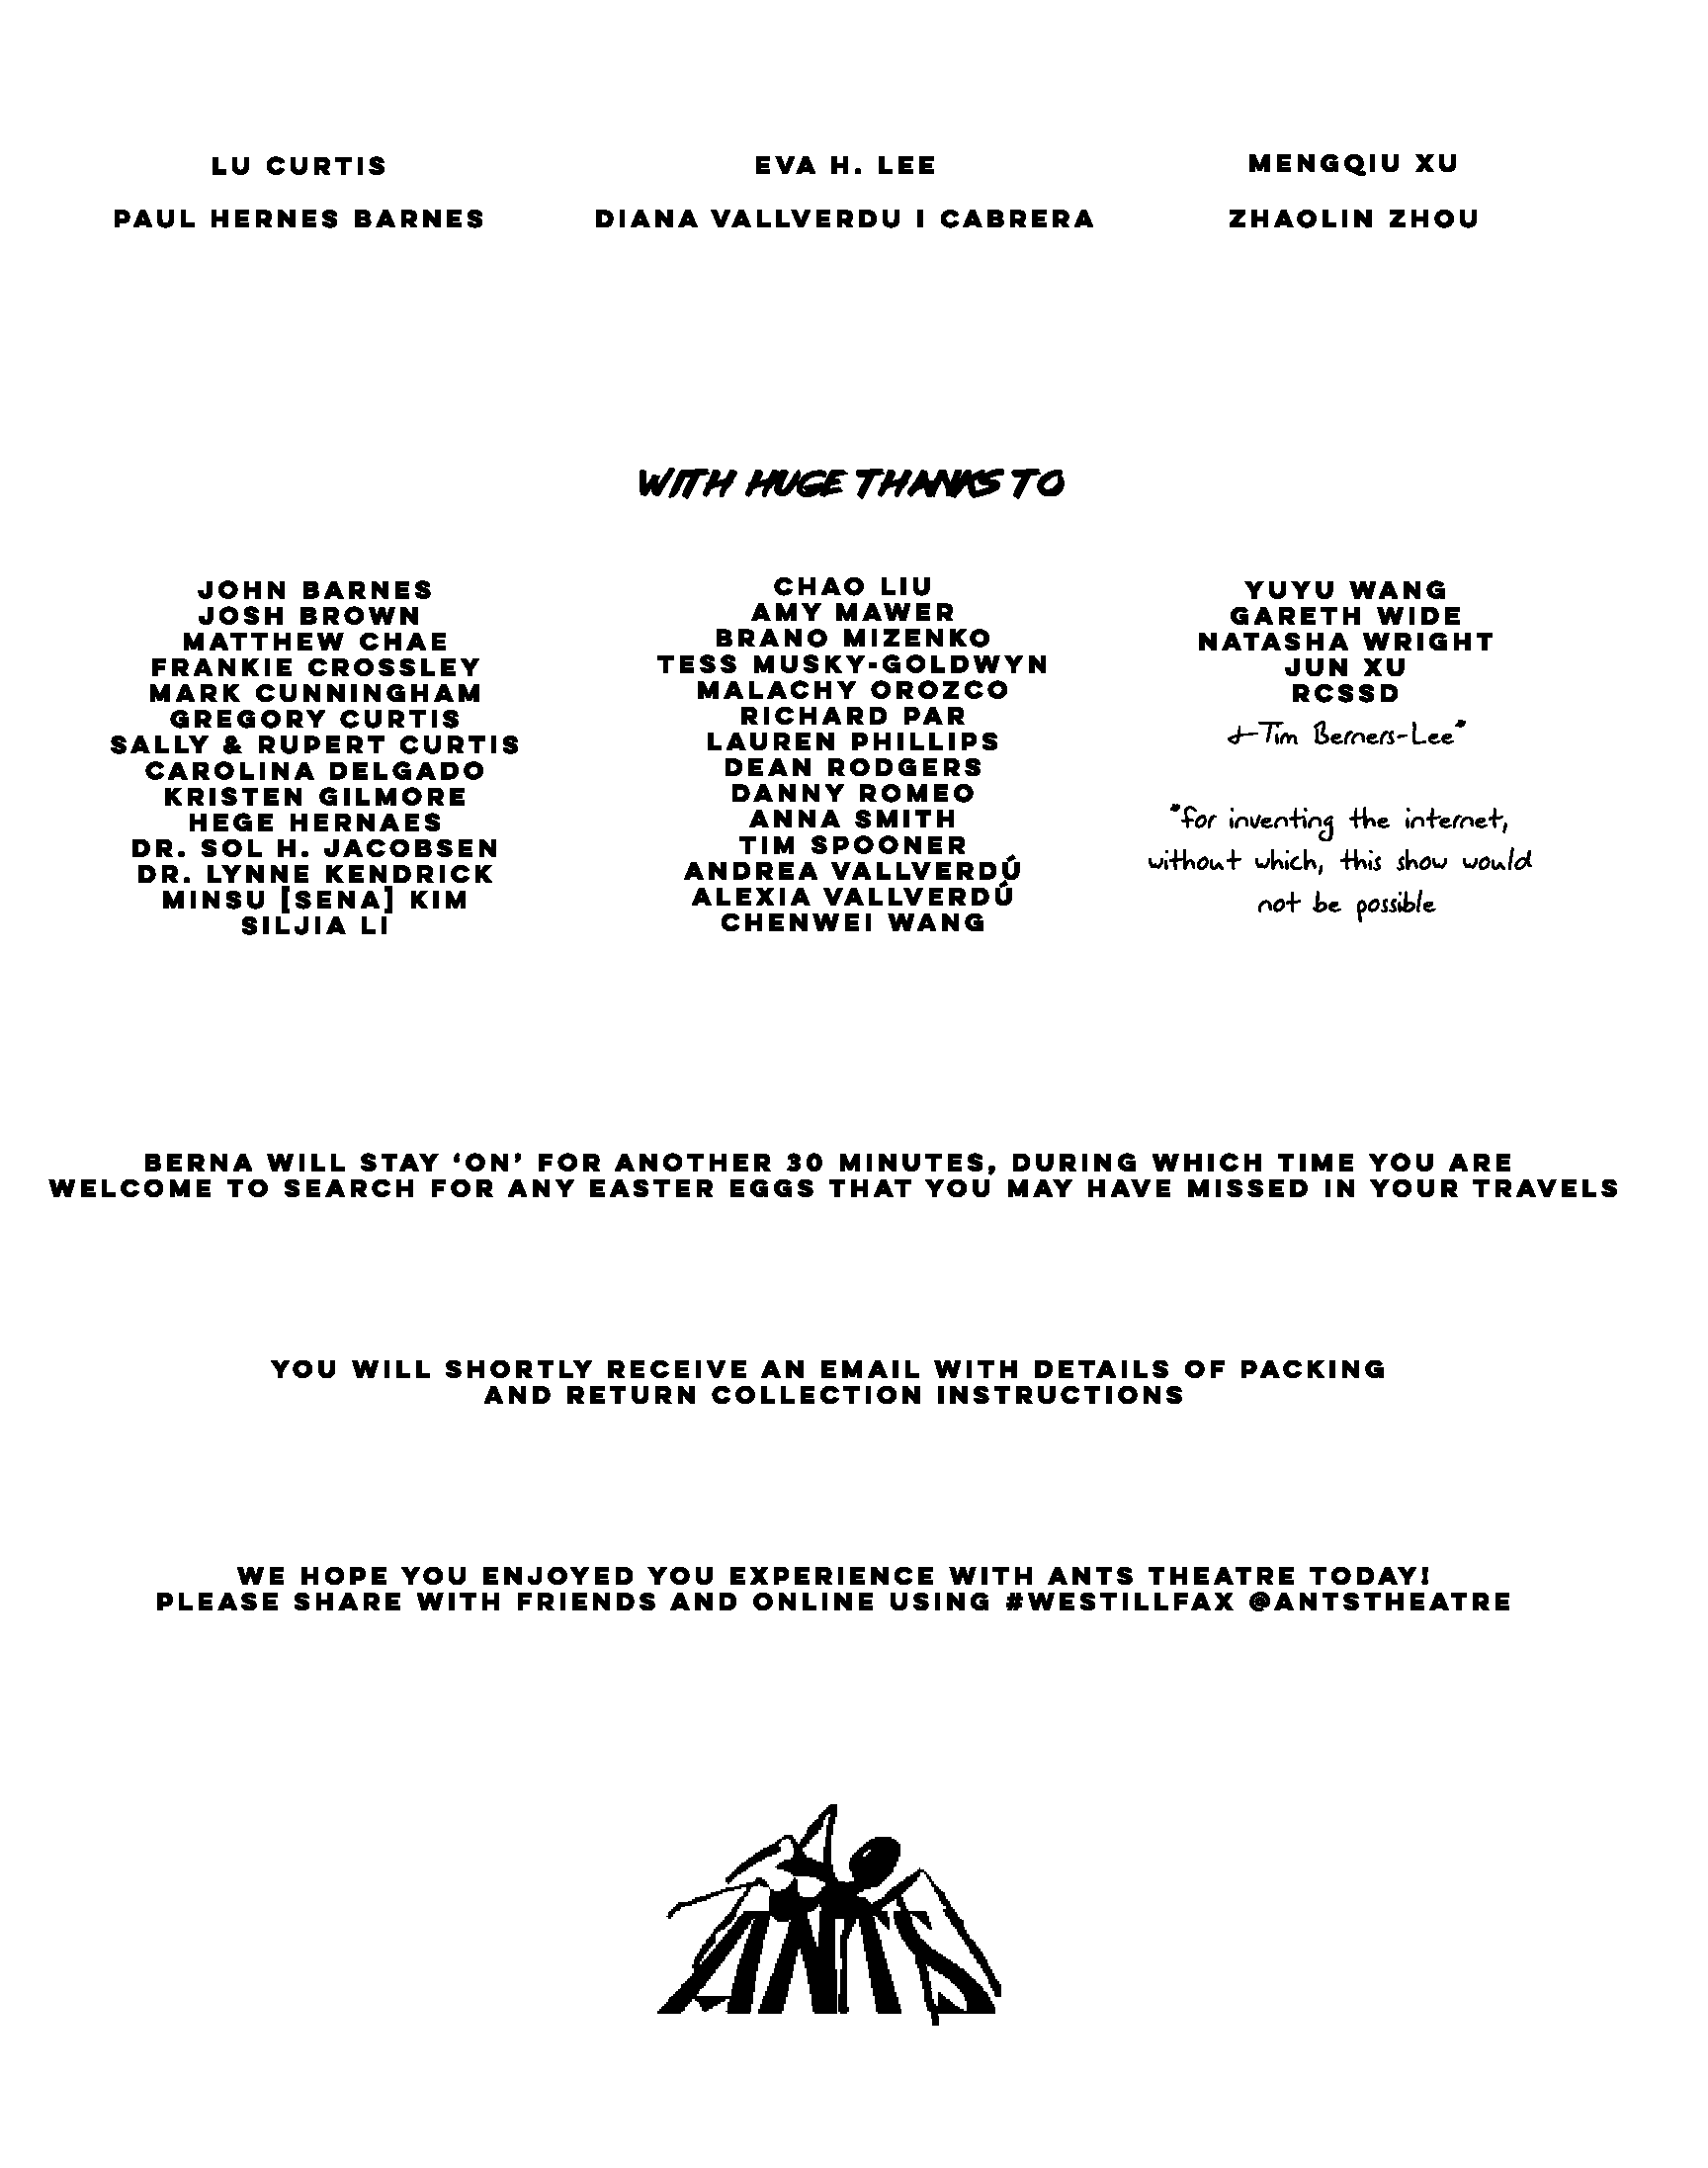 LU CURTIS
EVA H. LEE
MENGQIU XU
PAUL HERNES BARNES
DIANA VALLVERDU I CABRERA
ZHAOLIN ZHOU
WITH HUGE THANKS TO
JOHN BARNES
JOSH BROWN
MATTHEW CHAE
FRANKIE CROSSLEY
MARK CUNNINGHAM
GREGORY CURTIS
SALLY & RUPERT CURTIS
CAROLINA DELGADO
KRISTEN GILMORE
HEGE HERNAES
DR. SOL H. JACOBSEN
DR. LYNNE KENDRICK
MINSU [SENA] KIM
SILJIA LI
CHAO LIU
AMY MAWER
BRANO MIZENKO
TESS MUSKY-GOLDWYN
MALACHY OROZCO
RICHARD PAR
LAUREN PHILLIPS
DEAN RODGERS
DANNY ROMEO
ANNA SMITH
TIM SPOONER
ANDREA VALLVERDÚ
ALEXIA VALLVERDÚ
CHENWEI WANG
YUYU WANG
GARETH WIDE
NATASHA WRIGHT
JUN XU
RCSSD
& Tim Berners-Lee*
*for inventing the internet,
without which, this show would
not be possible
BERNA WILL STAY ‘ON’ FOR ANOTHER 30 MINUTES, DURING WHICH TIME YOU ARE
WELCOME TO SEARCH FOR ANY EASTER EGGS THAT YOU MAY HAVE MISSED IN YOUR TRAVELS
YOU WILL SHORTLY RECEIVE AN EMAIL WITH DETAILS OF PACKING
AND RETURN COLLECTION INSTRUCTIONS
WE HOPE YOU ENJOYED YOU EXPERIENCE WITH ANTS THEATRE TODAY!
PLEASE SHARE WITH FRIENDS AND ONLINE USING #WESTILLFAX @ANTSTHEATRE
ANTS